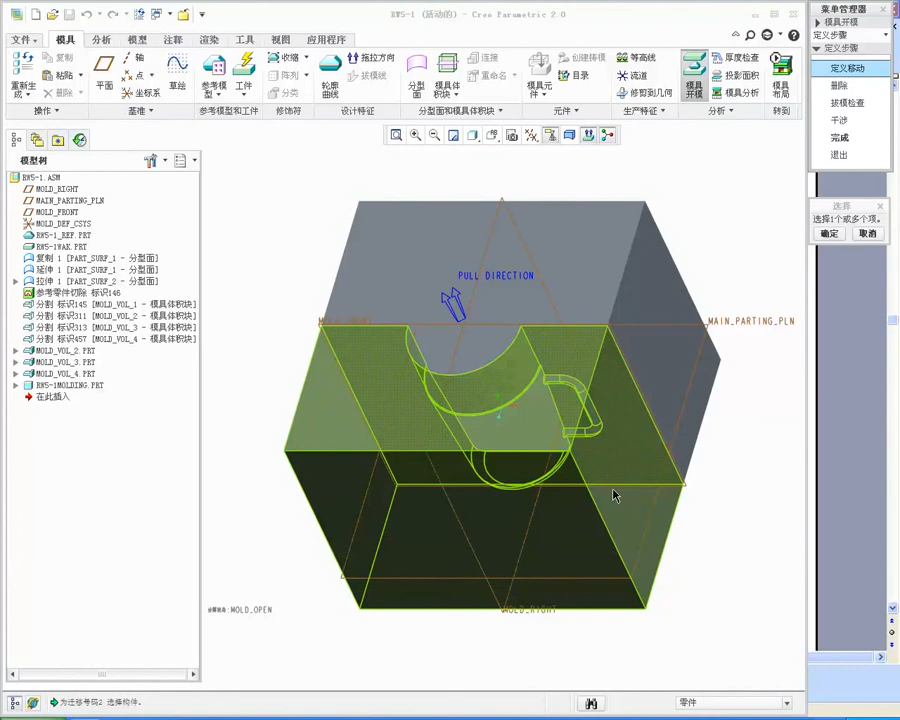 RW5-1 (活动的) - Creo Parametric 2.0
文件 模具 分析 模型 注释 渲染 工具 视图 应用程序
重新生成 复制 粘贴 删除 平面 轴 点 坐标系 草绘 参考模型 工件 收缩 阵列 分类 轮廓曲线 拖拉方向 拔模线 分型面 模具体积块 连接 重命名 模具元件 创建铸模 目录 等高线 流道 修剪到几何 模具开模 厚度检查 投影面积 模具分析 模具布局
操作 基准 参考模型和工件 修饰符 设计特征 分型面和模具体积块 元件 生产特征 分析 转到
模型树
RW5-1.ASM
MOLD_RIGHT
MAIN_PARTING_PLN
MOLD_FRONT
MOLD_DEF_CSYS
RW5-1_REF.PRT
RW5-1WAK.PRT
复制 1 [PART_SURF_1 - 分型面]
延伸 1 [PART_SURF_1 - 分型面]
拉伸 1 [PART_SURF_2 - 分型面]
参考零件切除 标识146
分割 标识145 [MOLD_VOL_1 - 模具体积块]
分割 标识311 [MOLD_VOL_2 - 模具体积块]
分割 标识313 [MOLD_VOL_3 - 模具体积块]
分割 标识457 [MOLD_VOL_4 - 模具体积块]
MOLD_VOL_2.PRT
MOLD_VOL_3.PRT
MOLD_VOL_4.PRT
RW5-1MOLDING.PRT
在此插入
PULL DIRECTION
MAIN_PARTING_PLN
MOLD_RIGHT
:MOLD_OPEN
为迁移号码2 选择构件。
零件
菜单管理器
模具开模
定义步骤
定义步骤
定义移动
删除
拔模检查
干涉
完成
退出
选择
选择1个或多个项。
确定 取消